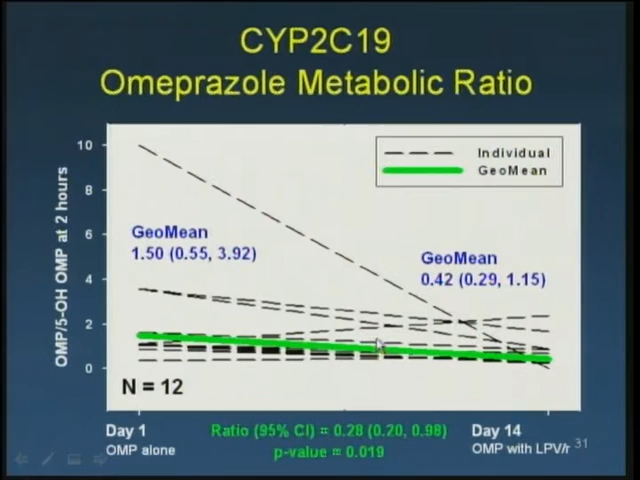 CYP2C19
Omeprazole Metabolic Ratio
OMP/5-OH OMP at 2 hours
10
8
6
4
2
0
Individual
GeoMean
GeoMean
1.50 (0.55, 3.92)
GeoMean
0.42 (0.29, 1.15)
N = 12
Day 1
OMP alone
Ratio (95% CI) = 0.28 (0.20, 0.98)
p-value = 0.019
Day 14
OMP with LPV/r
31